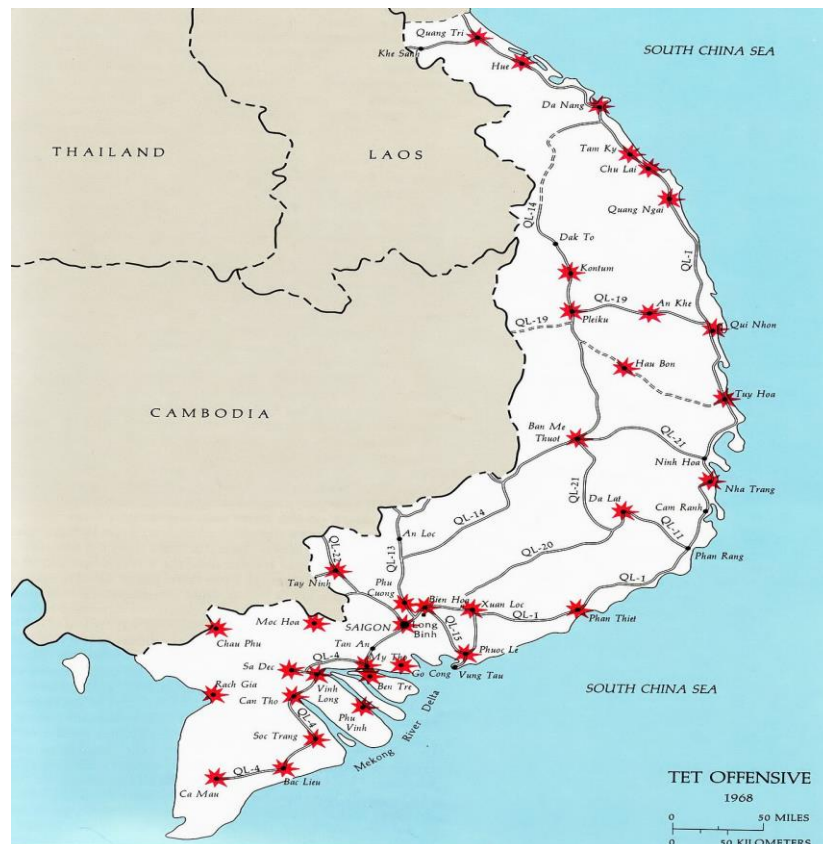 Quang Tri
SOUTH CHINA SEA
Khe Sanh
Hue
Da Nang
THAILAND
LAOS
Tam Ky
Chu Lai
Quang Ngai
QL-14
Dak To
QL-1
Kontum
QL-19
An Khe
QL-19
Pleiku
Qui Nhon
Hau Bon
Tuy Hoa
CAMBODIA
Ban Me
Thuot
QL-21
Ninh Hoa
Nha Trang
QL-21
Da Lat
Cam Ranh
QL-14
An Loc
QL-13
QL-11
QL-20
Phan Rang
QL-22
Tay Ninh
Phu
Cuong
QL-1
Bien Hoa
Xuan Loc
QL-1
Phan Thiet
Moc Hoa
SAIGON
Long
Binh
QL-15
Chau Phu
Tan An
Phuoc Lé
QL-4
My Tho
Go Cong
Vung Tau
Sa Dec
Rach Gia
Vinh
Long
Ben Tre
SOUTH CHINA SEA
Can Tho
Phu
Vinh
QL-4
Mekong River Delta
Soc Trang
QL-4
Bac Lieu
Ca Mau
TET OFFENSIVE
1968
0 50 MILES
0 50 KILOMETERS